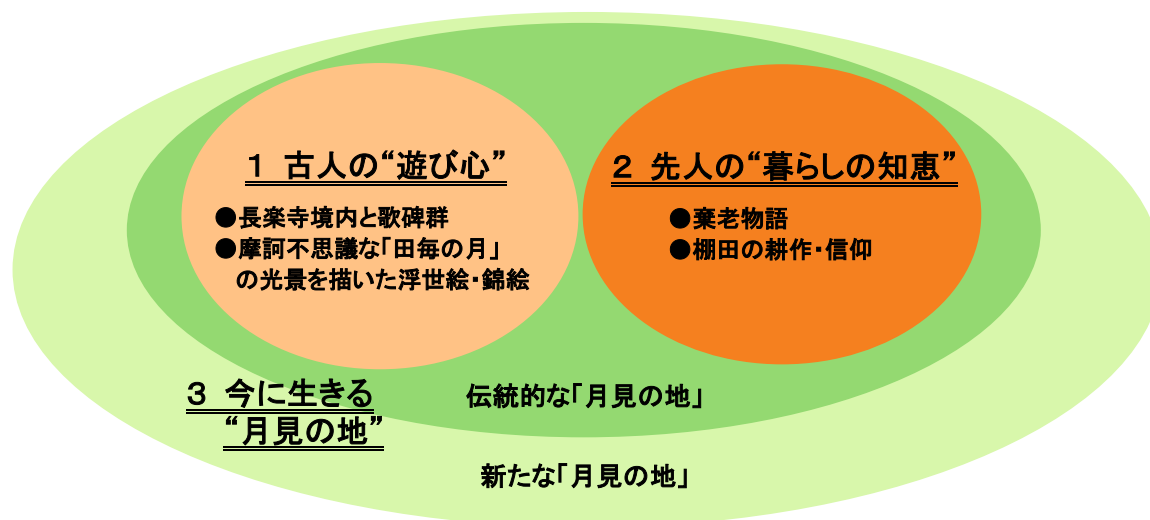 １ 古人の“遊び心”
●長楽寺境内と歌碑群
●摩訶不思議な「田毎の月」
の光景を描いた浮世絵・錦絵
２ 先人の“暮らしの知恵”
●棄老物語
●棚田の耕作・信仰
３ 今に生きる
“月見の地”
伝統的な「月見の地」
新たな「月見の地」